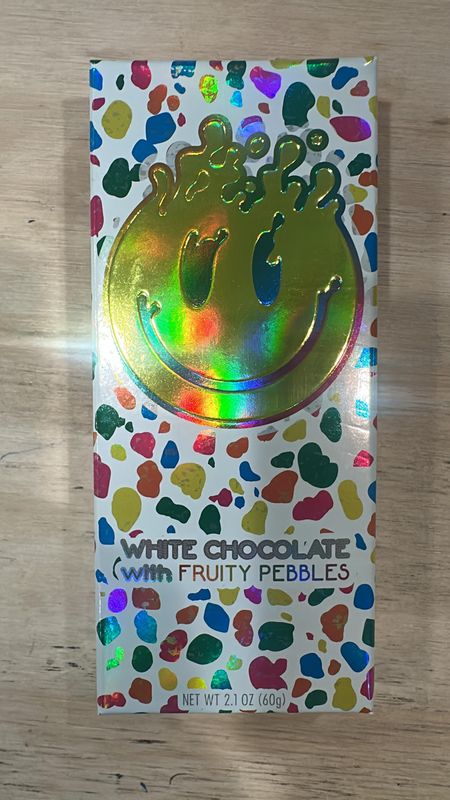 WHITE CHOCOLATE
with FRUITY PEBBLES
NET WT 2.1 OZ (60g)